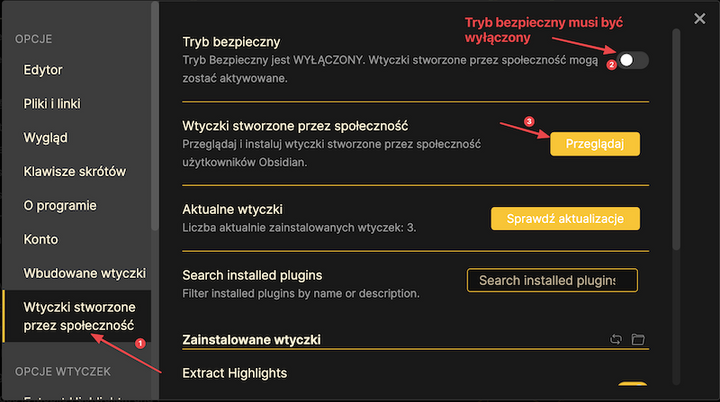 OPCJE
Edytor
Pliki i linki
Wygląd
Klawisze skrótów
O programie
Konto
Wbudowane wtyczki
Wtyczki stworzone
przez społeczność
1
OPCJE WTYCZEK
Extract Highlights
Tryb bezpieczny musi być
wyłączony
Tryb bezpieczny
Tryb Bezpieczny jest WYŁĄCZONY. Wtyczki stworzone przez społeczność mogą
zostać aktywowane.
2
Wtyczki stworzone przez społeczność
Przeglądaj i instaluj wtyczki stworzone przez społeczność
użytkowników Obsidian.
3
Przeglądaj
Aktualne wtyczki
Liczba aktualnie zainstalowanych wtyczek: 3.
Sprawdź aktualizacje
Search installed plugins
Filter installed plugins by name or description.
Search installed plugins
Zainstalowane wtyczki
Extract Highlights